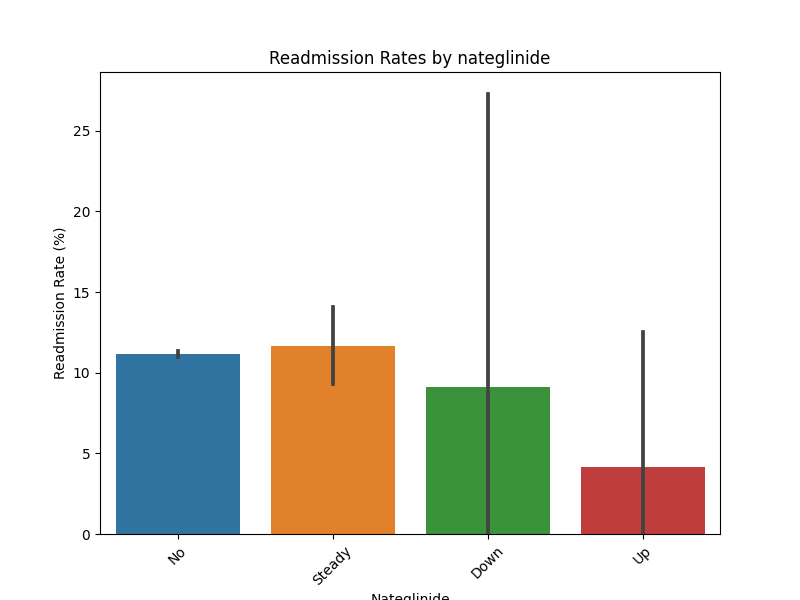 Readmission Rates by nateglinide
Readmission Rate (%)
25
20
15
10
5
0
No
Steady
Down
Up
Nateglinide